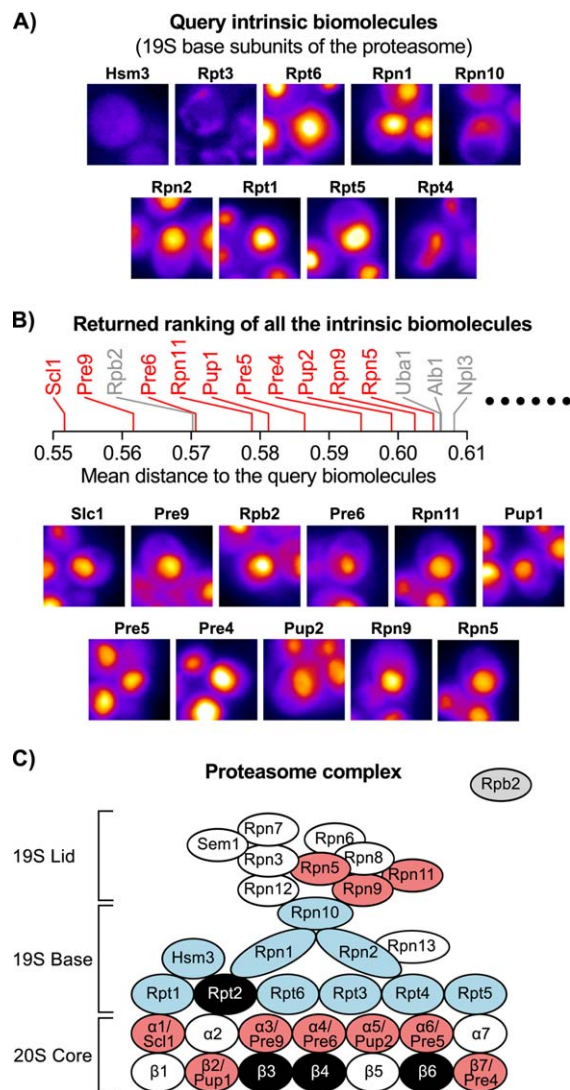 A)
Query intrinsic biomolecules
(19S base subunits of the proteasome)
Hsm3 Rpt3 Rpt6 Rpn1 Rpn10
Rpn2 Rpt1 Rpt5 Rpt4
B)
Returned ranking of all the intrinsic biomolecules
Scl1 Pre9 Rpb2 Pre6 Rpn11 Pup1 Pre5 Pre4 Pup2 Rpn9 Rpn5 Uba1 Alb1 Npl3
0.55 0.56 0.57 0.58 0.59 0.60 0.61
Mean distance to the query biomolecules
Slc1 Pre9 Rpb2 Pre6 Rpn11 Pup1
Pre5 Pre4 Pup2 Rpn9 Rpn5
C)
Proteasome complex
Rpb2
19S Lid
Rpn7
Sem1 Rpn6
Rpn3 Rpn8
Rpn5 Rpn11
Rpn12 Rpn9
19S Base
Rpn10
Hsm3 Rpn1 Rpn2 Rpn13
Rpt1 Rpt2 Rpt6 Rpt3 Rpt4 Rpt5
20S Core
α1/ Scl1 α2 α3/ Pre9 α4/ Pre6 α5/ Pup2 α6/ Pre5 α7
β1 β2/ Pup1 β3 β4 β5 β6 β7/ Pre4